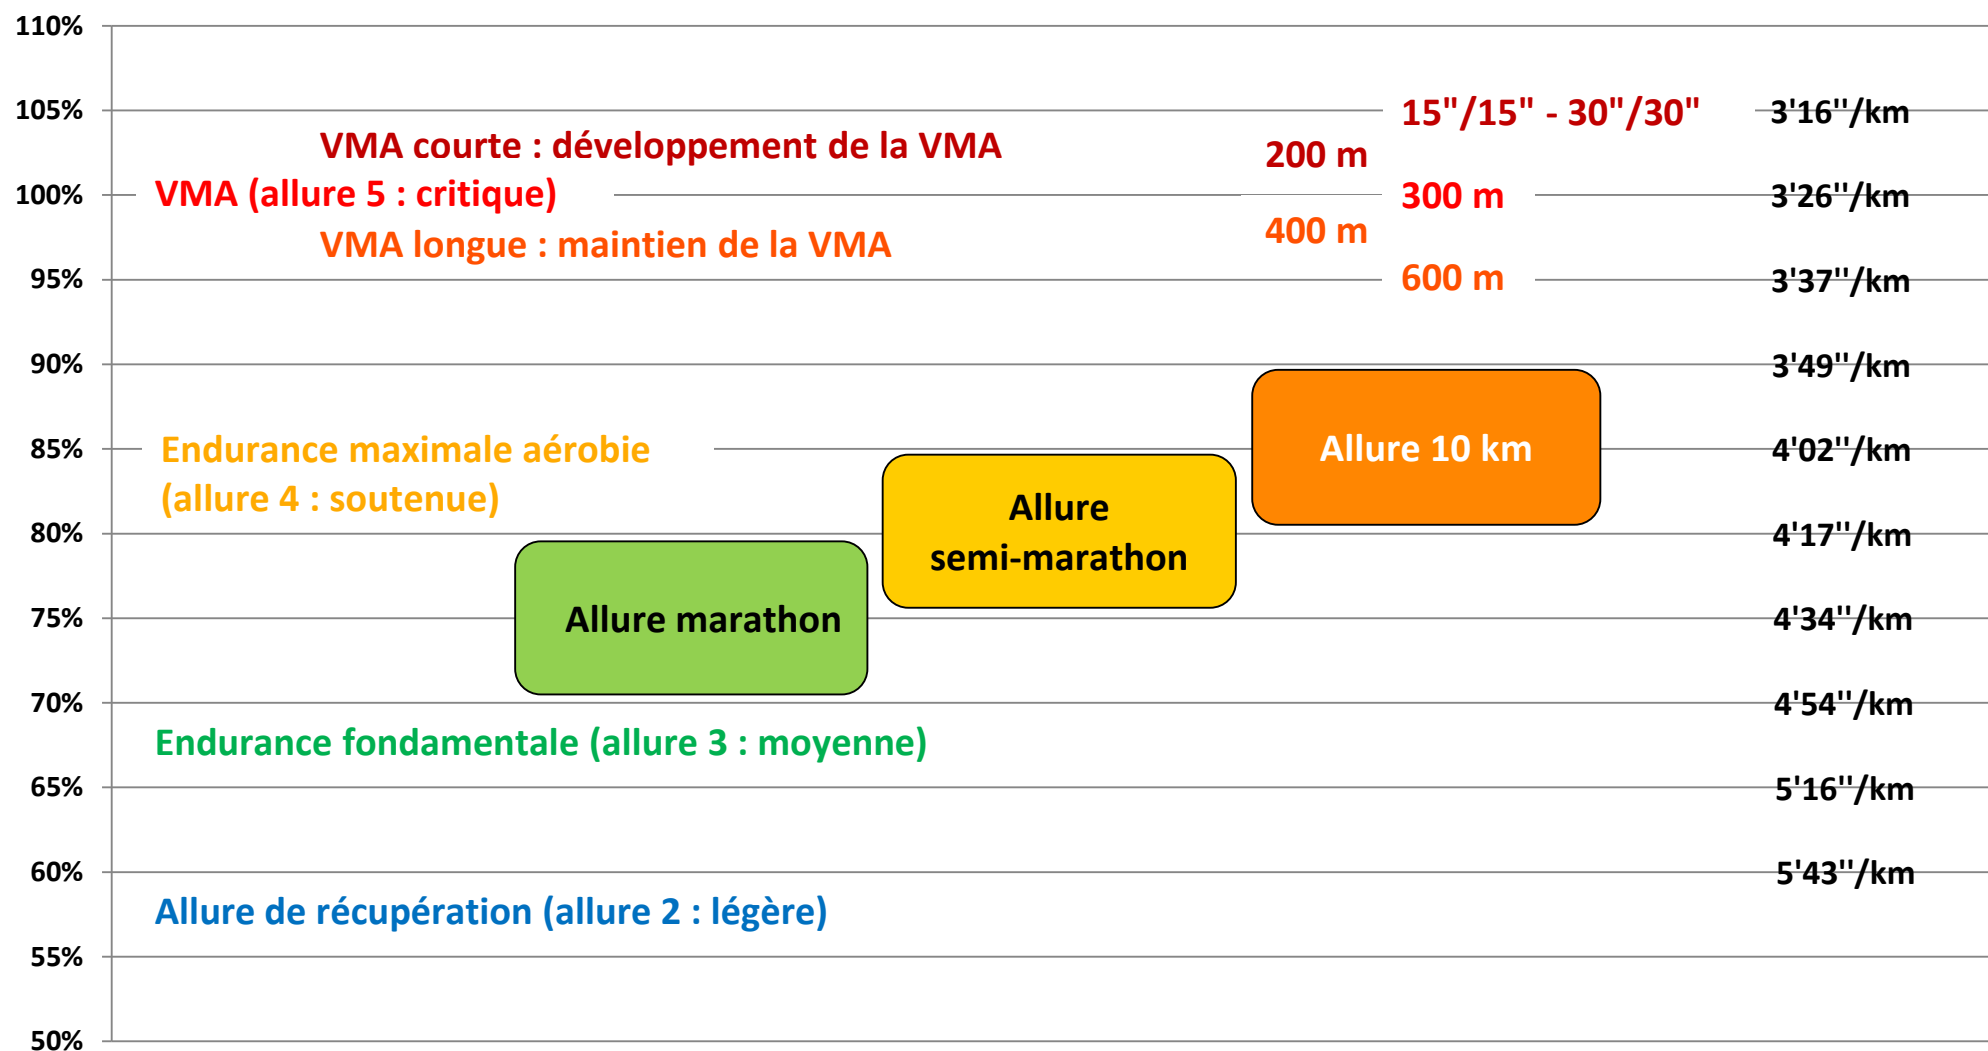 110%
105%
15"/15" - 30"/30"
3'16''/km
VMA courte : développement de la VMA
200 m
100%
VMA (allure 5 : critique)
300 m
3'26''/km
VMA longue : maintien de la VMA
400 m
95%
600 m
3'37''/km
90%
3'49''/km
85%
Endurance maximale aérobie
(allure 4 : soutenue)
Allure 10 km
4'02''/km
80%
Allure
semi-marathon
4'17''/km
75%
Allure marathon
4'34''/km
70%
4'54''/km
Endurance fondamentale (allure 3 : moyenne)
65%
5'16''/km
60%
5'43''/km
Allure de récupération (allure 2 : légère)
55%
50%